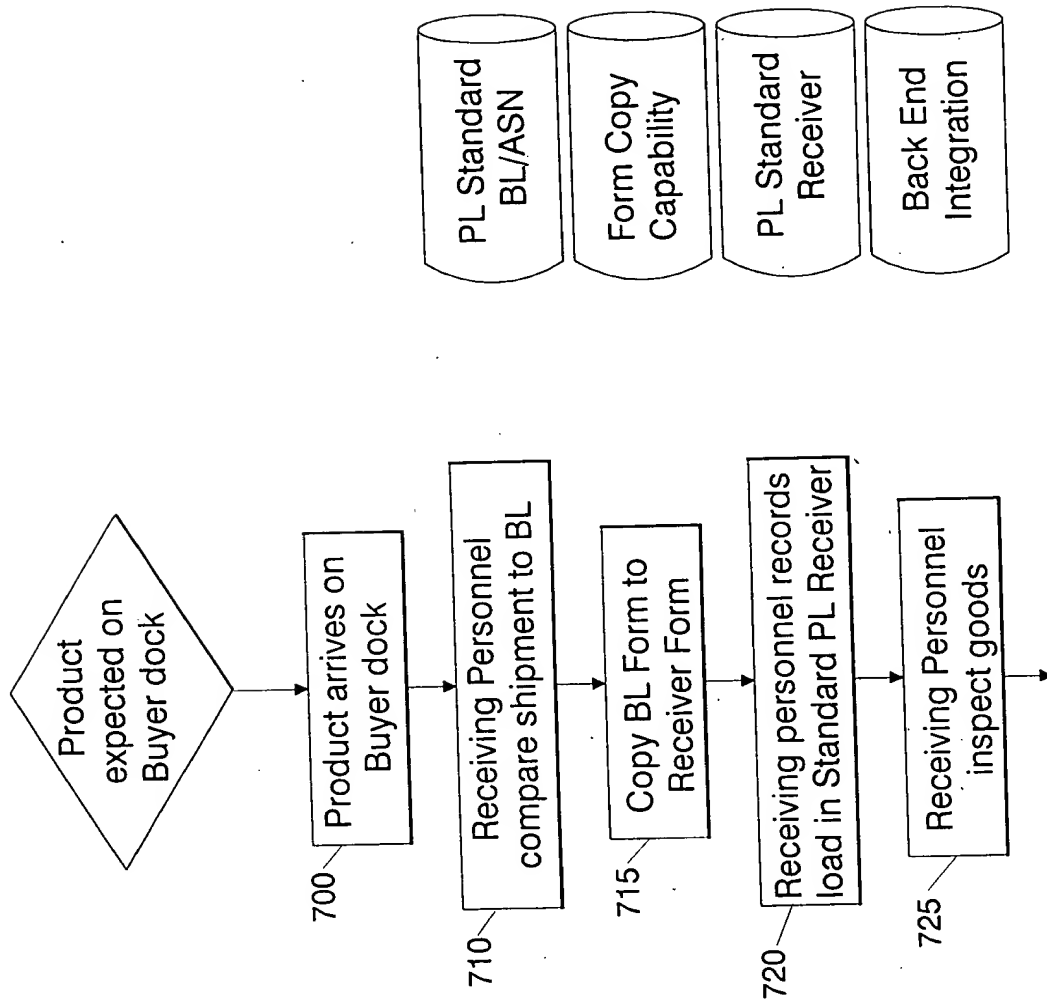 Product
expected on
Buyer dock
700
Product arrives on
Buyer dock
710
Receiving Personnel
compare shipment to BL
715
Copy BL Form to
Receiver Form
720
Receiving personnel records
load in Standard PL Receiver
725
Receiving Personnel
inspect goods
PL Standard
BL/ASN
Form Copy
Capability
PL Standard
Receiver
Back End
Integration